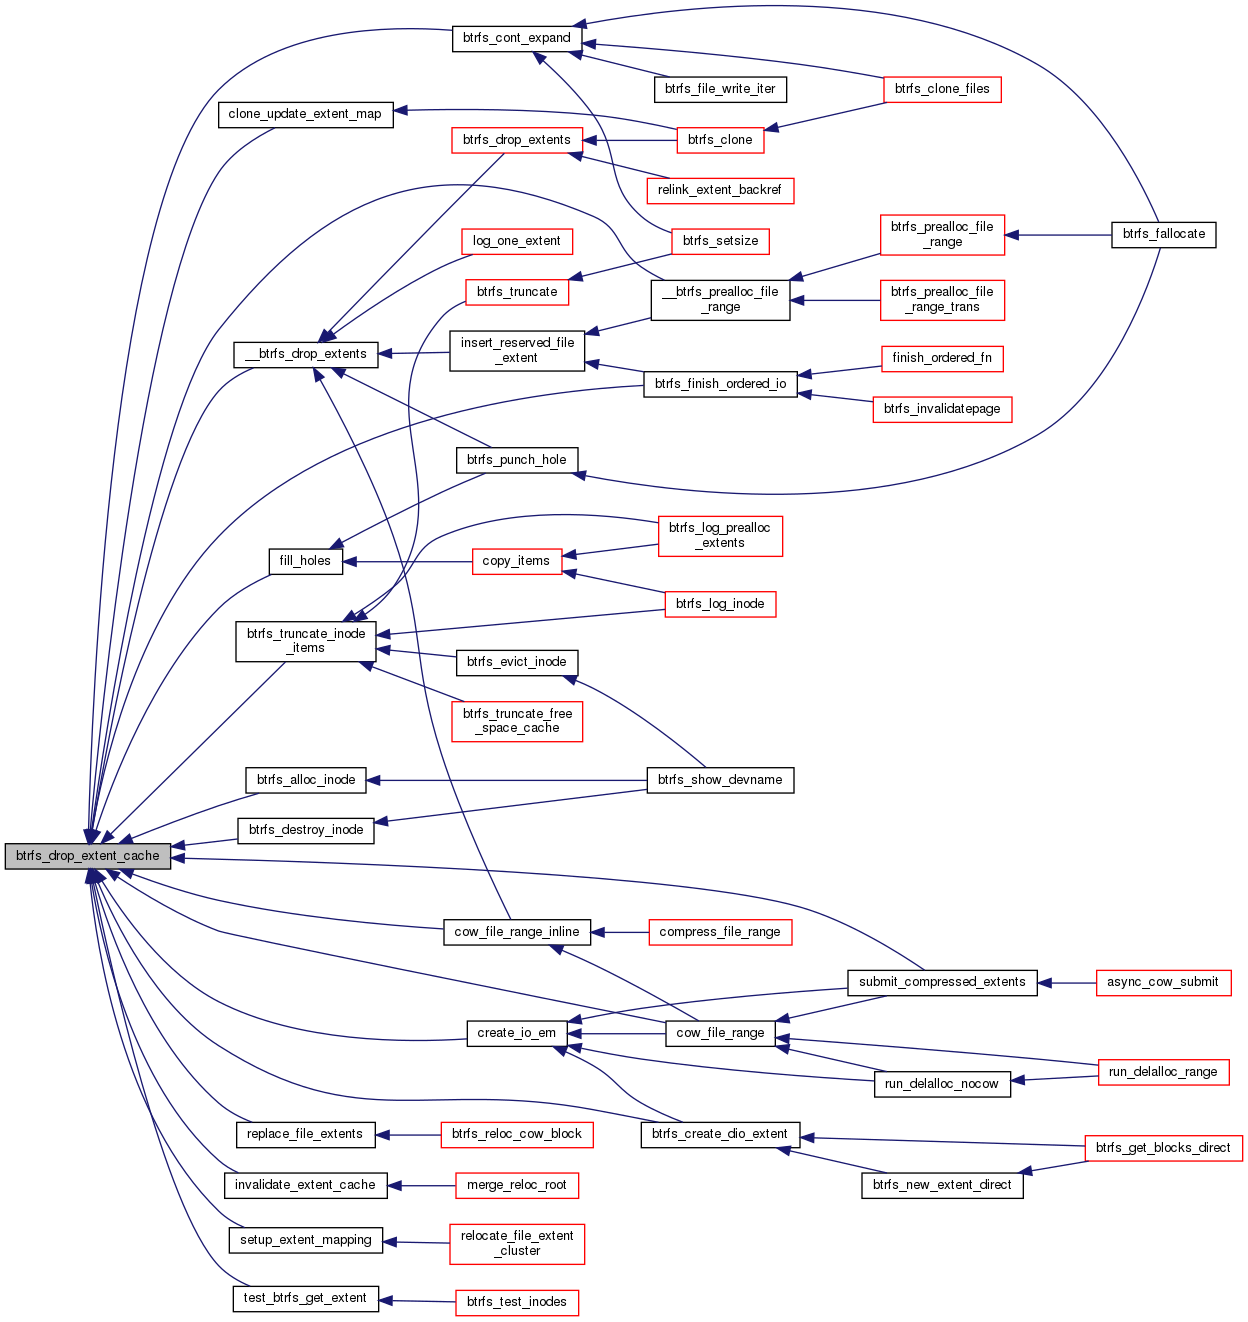 btrfs_cont_expand
btrfs_file_write_iter
btrfs_clone_files
clone_update_extent_map
btrfs_drop_extents
btrfs_clone
relink_extent_backref
log_one_extent
btrfs_setsize
btrfs_prealloc_file
_range
btrfs_fallocate
btrfs_truncate
__btrfs_prealloc_file
_range
btrfs_prealloc_file
_range_trans
__btrfs_drop_extents
insert_reserved_file
_extent
btrfs_finish_ordered_io
finish_ordered_fn
btrfs_invalidatepage
btrfs_punch_hole
fill_holes
copy_items
btrfs_log_prealloc
_extents
btrfs_log_inode
btrfs_truncate_inode
_items
btrfs_evict_inode
btrfs_truncate_free
_space_cache
btrfs_alloc_inode
btrfs_show_devname
btrfs_destroy_inode
btrfs_drop_extent_cache
cow_file_range_inline
compress_file_range
submit_compressed_extents
async_cow_submit
create_io_em
cow_file_range
run_delalloc_nocow
run_delalloc_range
replace_file_extents
btrfs_reloc_cow_block
btrfs_create_dio_extent
btrfs_get_blocks_direct
invalidate_extent_cache
merge_reloc_root
btrfs_new_extent_direct
setup_extent_mapping
relocate_file_extent
_cluster
test_btrfs_get_extent
btrfs_test_inodes